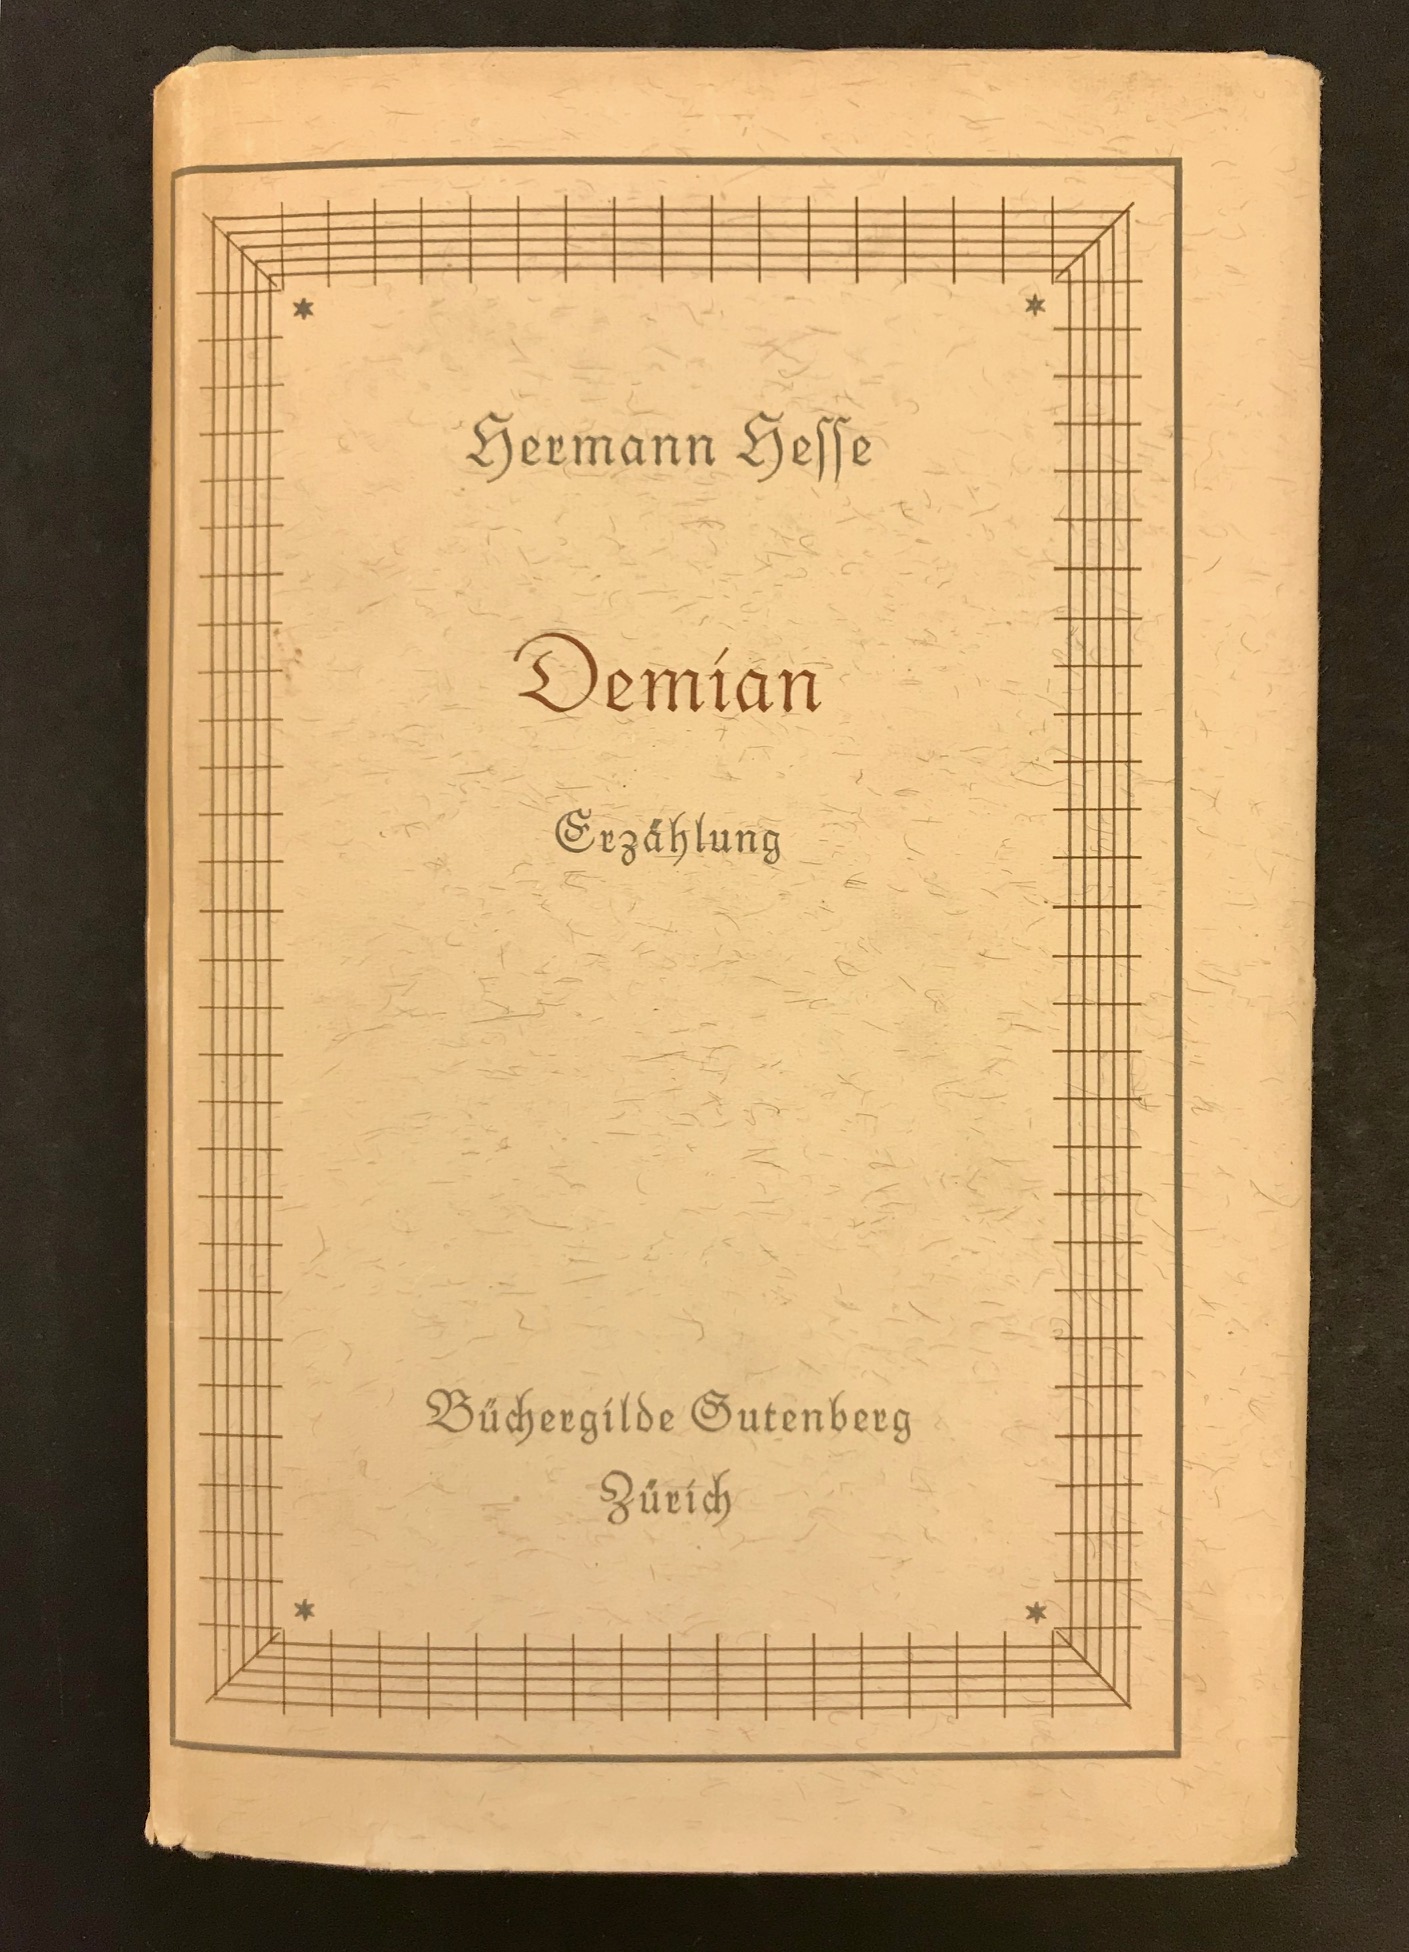 Hermann Hesse
Demian
Erzählung
Büchergilde Gutenberg
Zürich